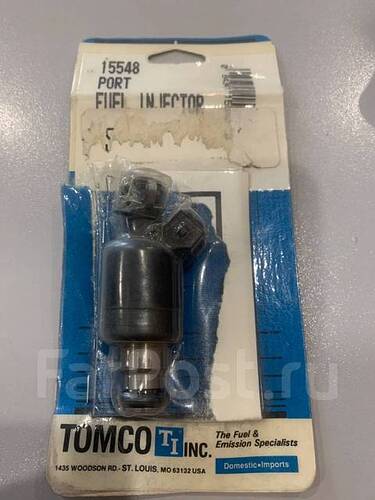 15548
PORT
FUEL INJECTOR
5
FarPost.ru
TOMCO TI INC.
The Fuel &
Emission Specialists
1435 WOODSON RD.-ST. LOUIS, MO 63132 USA
Domestic•Imports